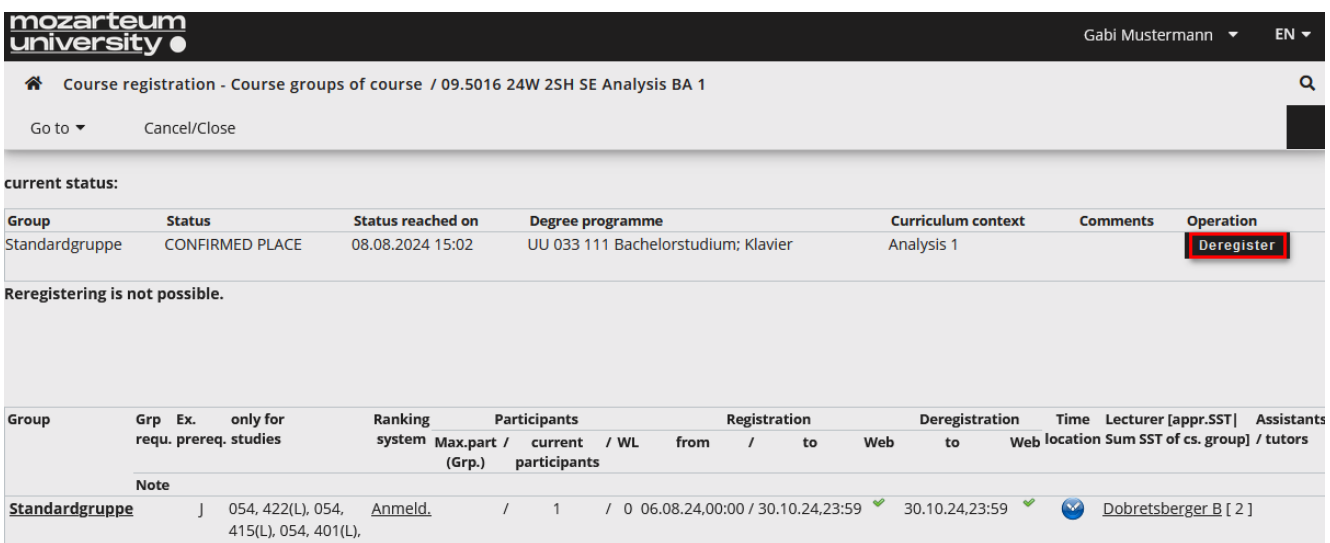 mozarteum
university
Gabi Mustermann EN
Course registration - Course groups of course / 09.5016 24W 2SH SE Analysis BA 1
Go to Cancel/Close
current status:
Group Status Status reached on Degree programme Curriculum context Comments Operation
Standardgruppe CONFIRMED PLACE 08.08.2024 15:02 UU 033 111 Bachelorstudium; Klavier Analysis 1 Deregister
Reregistering is not possible.
Group Grp Ex. only for Ranking Participants Registration Deregistration Time Lecturer [appr.SST| Assistants
requ. prereq. studies system Max.part / current / WL from / to Web to Web location Sum SST of cs. group] / tutors
(Grp.) participants
Note
Standardgruppe J 054, 422(L), 054, Anmeld. / 1 / 0 06.08.24,00:00 / 30.10.24,23:59 30.10.24,23:59 Dobretsberger B [ 2 ]
415(L), 054, 401(L),